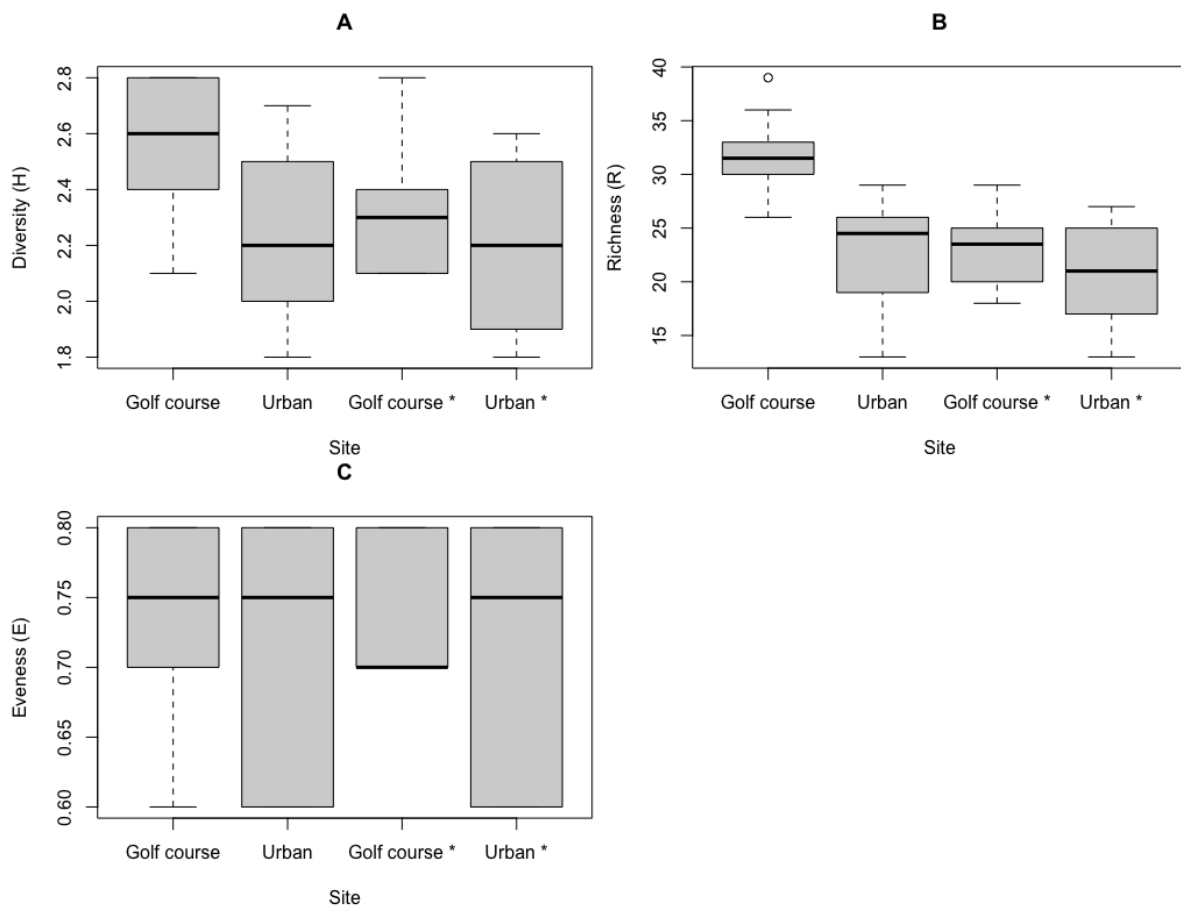 A
Diversity (H)
2.8
2.6
2.4
2.2
2.0
1.8
Golf course Urban Golf course * Urban *
Site
B
Richness (R)
40
35
30
25
20
15
Golf course Urban Golf course * Urban *
Site
C
Eveness (E)
0.80
0.75
0.70
0.65
0.60
Golf course Urban Golf course * Urban *
Site